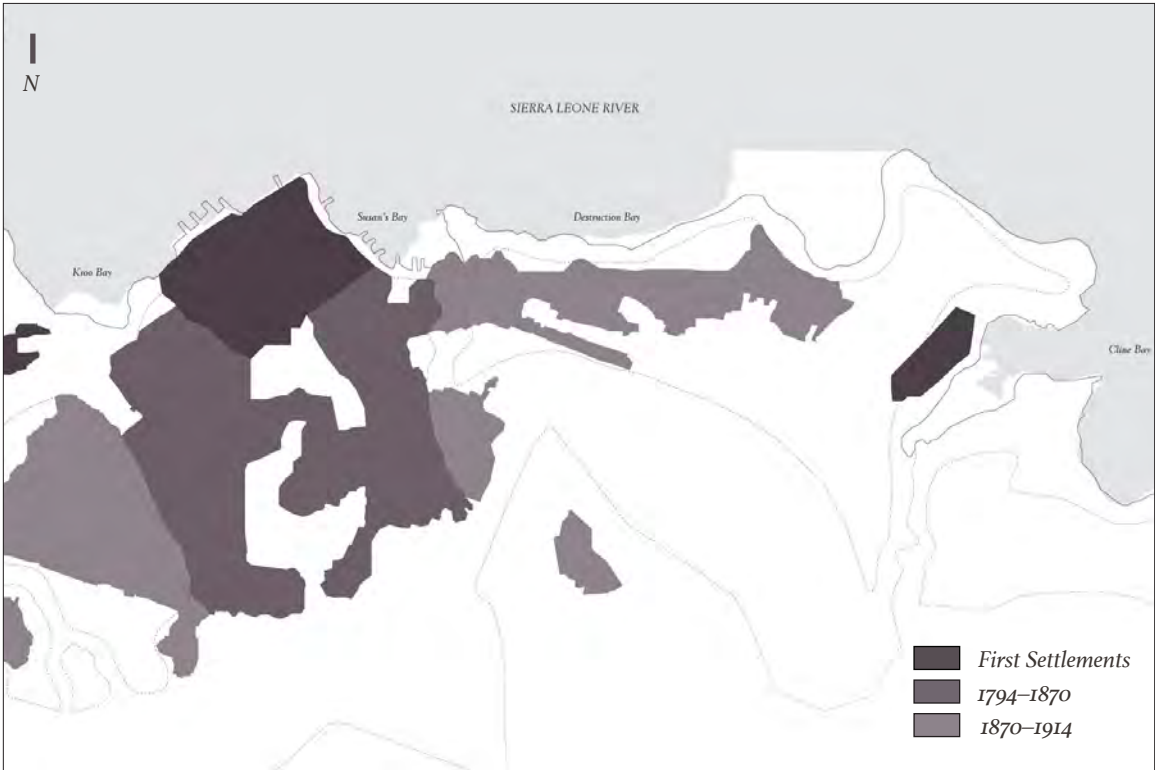 N
SIERRA LEONE RIVER
Susan's Bay
Destruction Bay
Kroo Bay
Cline Bay
First Settlements
1794–1870
1870–1914